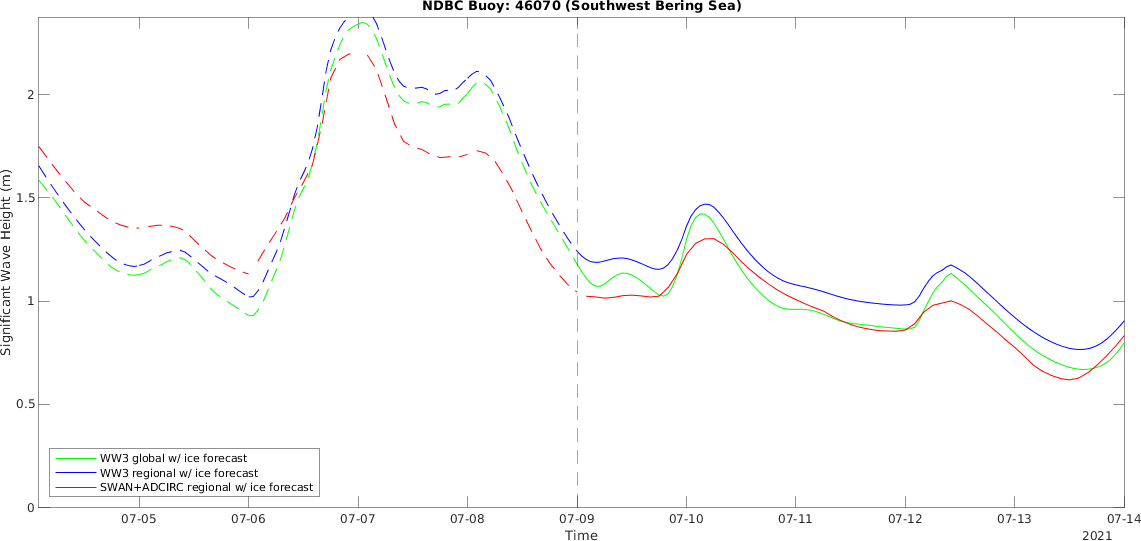 NDBC Buoy: 46070 (Southwest Bering Sea)
Significant Wave Height (m)
2
1.5
1
0.5
0
WW3 global w/ ice forecast
WW3 regional w/ ice forecast
SWAN+ADCIRC regional w/ ice forecast
07-05 07-06 07-07 07-08 07-09 07-10 07-11 07-12 07-13 07-14
Time
2021